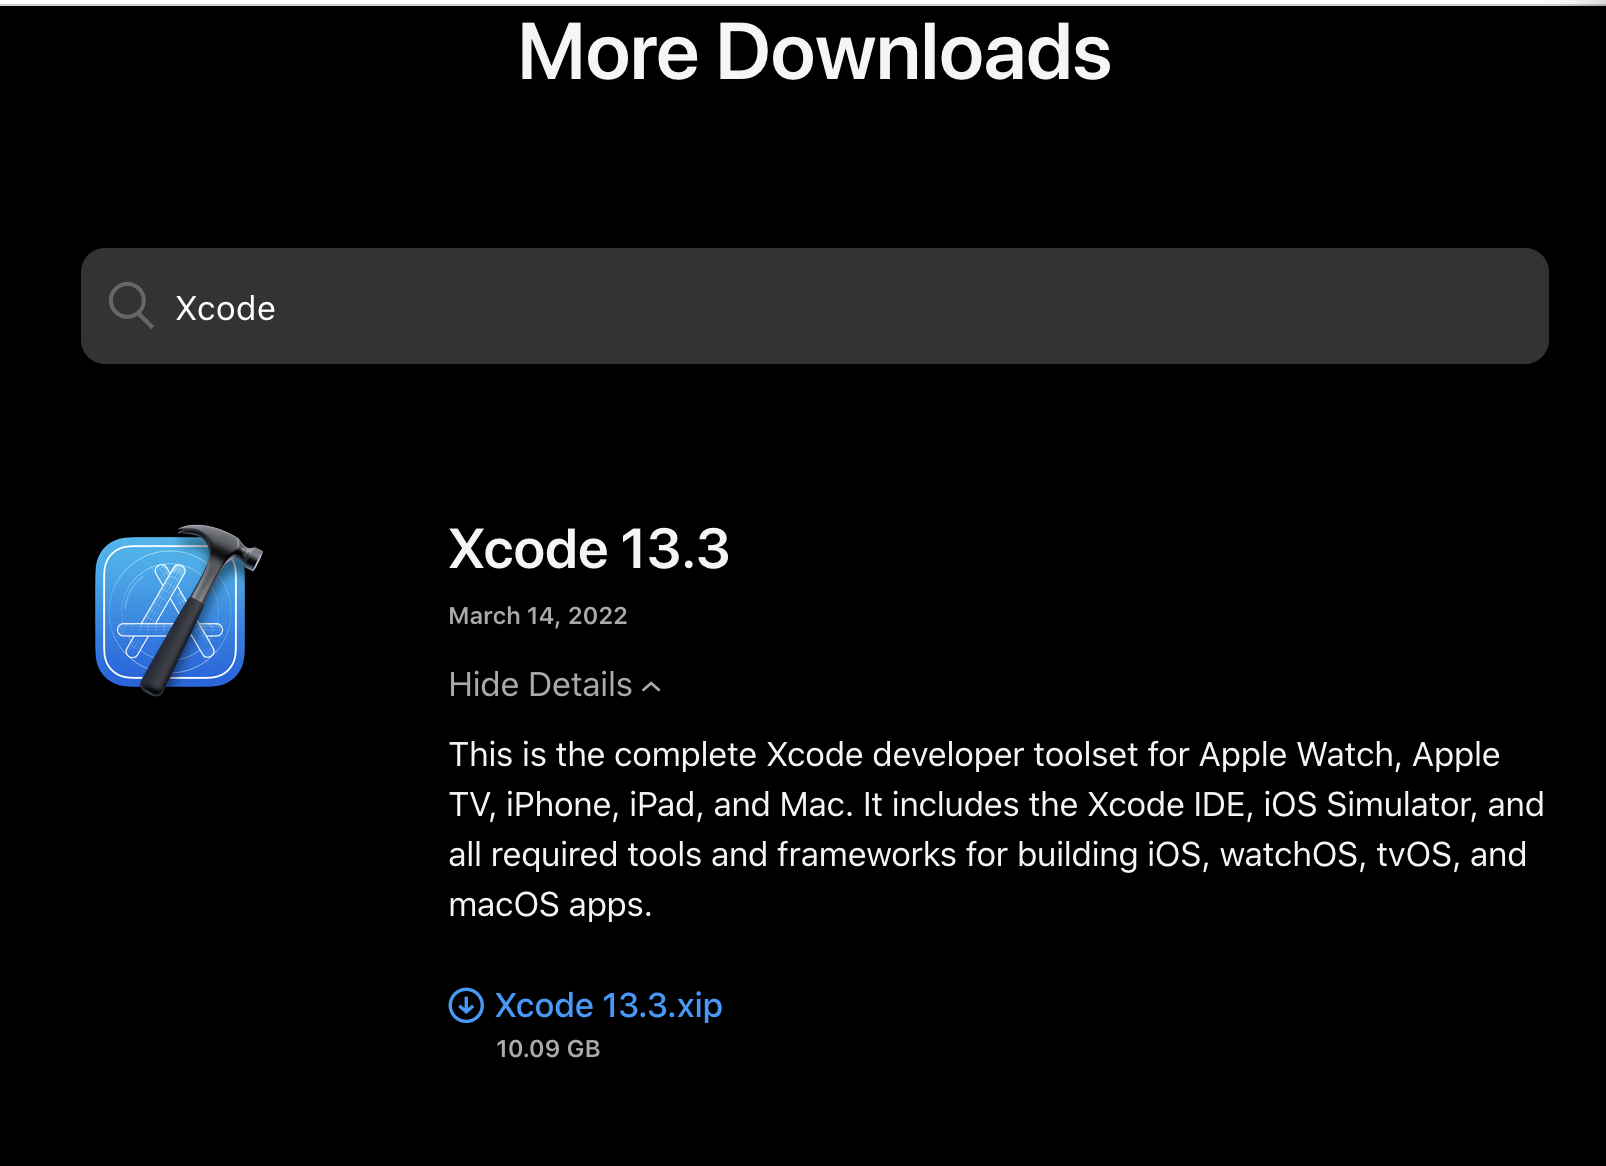 More Downloads
Xcode
Xcode 13.3
March 14, 2022
Hide Details
This is the complete Xcode developer toolset for Apple Watch, Apple
TV, iPhone, iPad, and Mac. It includes the Xcode IDE, iOS Simulator, and
all required tools and frameworks for building iOS, watchOS, tvOS, and
macOS apps.
Xcode 13.3.xip
10.09 GB